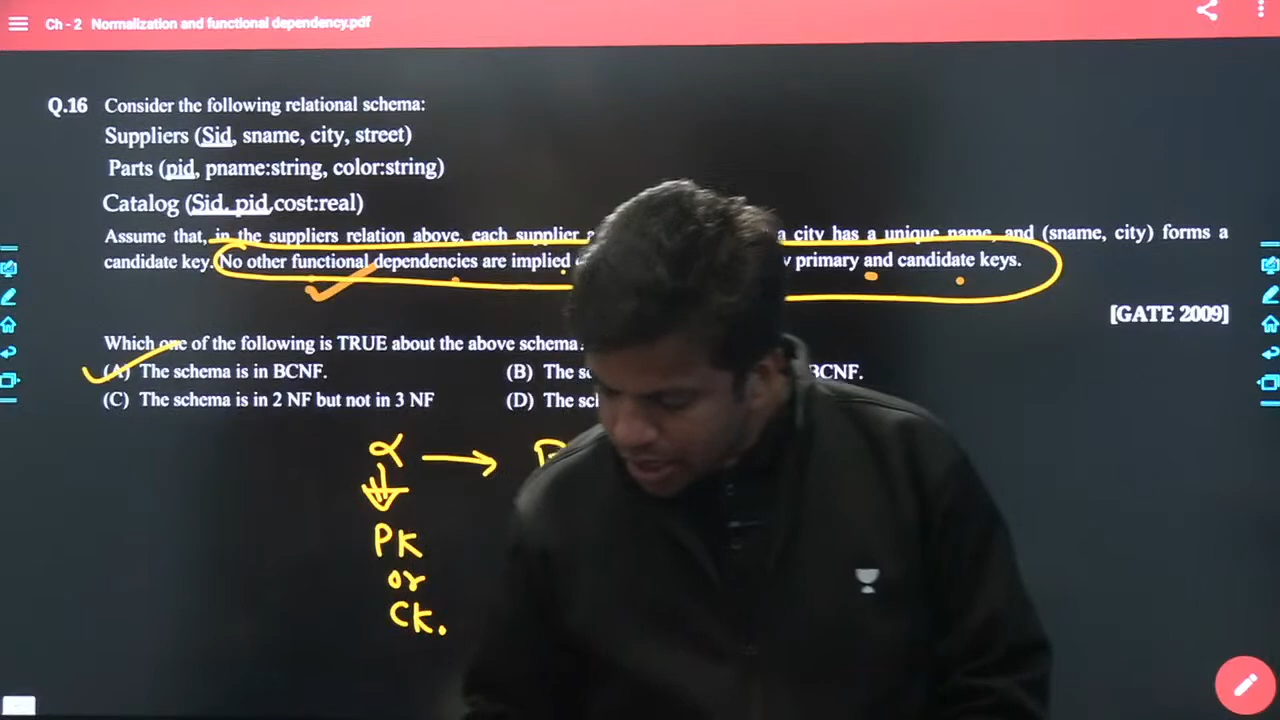 Ch - 2 Normalization and functional dependency.pdf
Q.16 Consider the following relational schema:
Suppliers (Sid, sname, city, street)
Parts (pid, pname:string, color:string)
Catalog (Sid, pid,cost:real)
Assume that, in the suppliers relation above, each supplier a city has a unique name, and (sname, city) forms a
candidate key. No other functional dependencies are implied primary and candidate keys.
[GATE 2009]
Which one of the following is TRUE about the above schema
(A) The schema is in BCNF. (B) The BCNF.
(C) The schema is in 2 NF but not in 3 NF (D) The
α →
PK
or
CK.